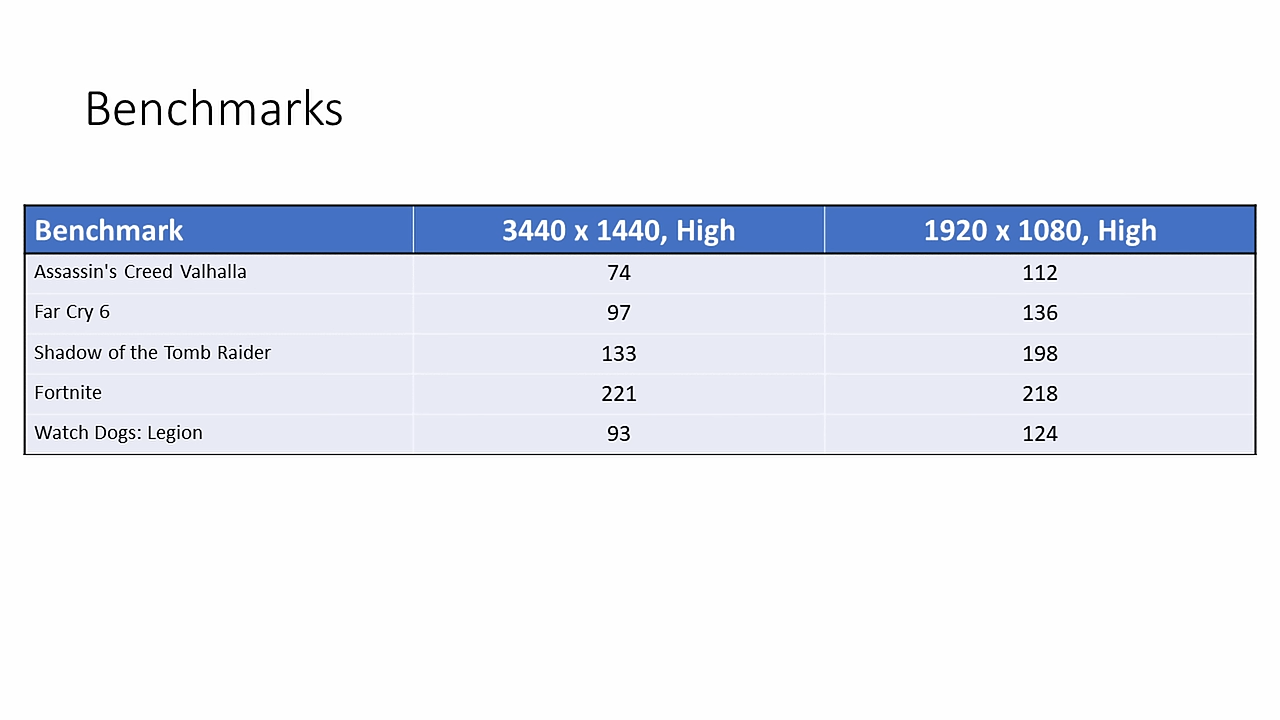 Benchmarks
Benchmark 3440 x 1440, High 1920 x 1080, High
Assassin's Creed Valhalla 74 112
Far Cry 6 97 136
Shadow of the Tomb Raider 133 198
Fortnite 221 218
Watch Dogs: Legion 93 124